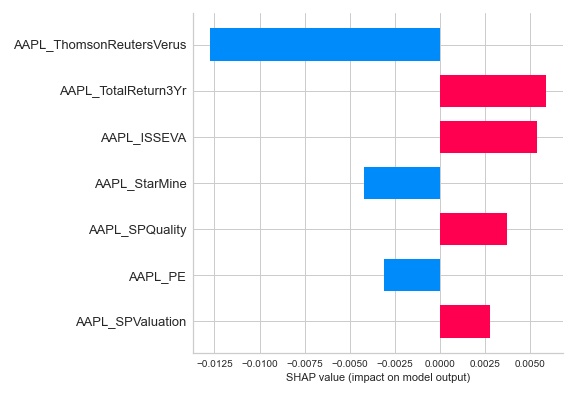 AAPL_ThomsonReutersVerus
AAPL_TotalReturn3Yr
AAPL_ISSEVA
AAPL_StarMine
AAPL_SPQuality
AAPL_PE
AAPL_SPValuation
−0.0125 −0.0100 −0.0075 −0.0050 −0.0025 0.0000 0.0025 0.0050
SHAP value (impact on model output)